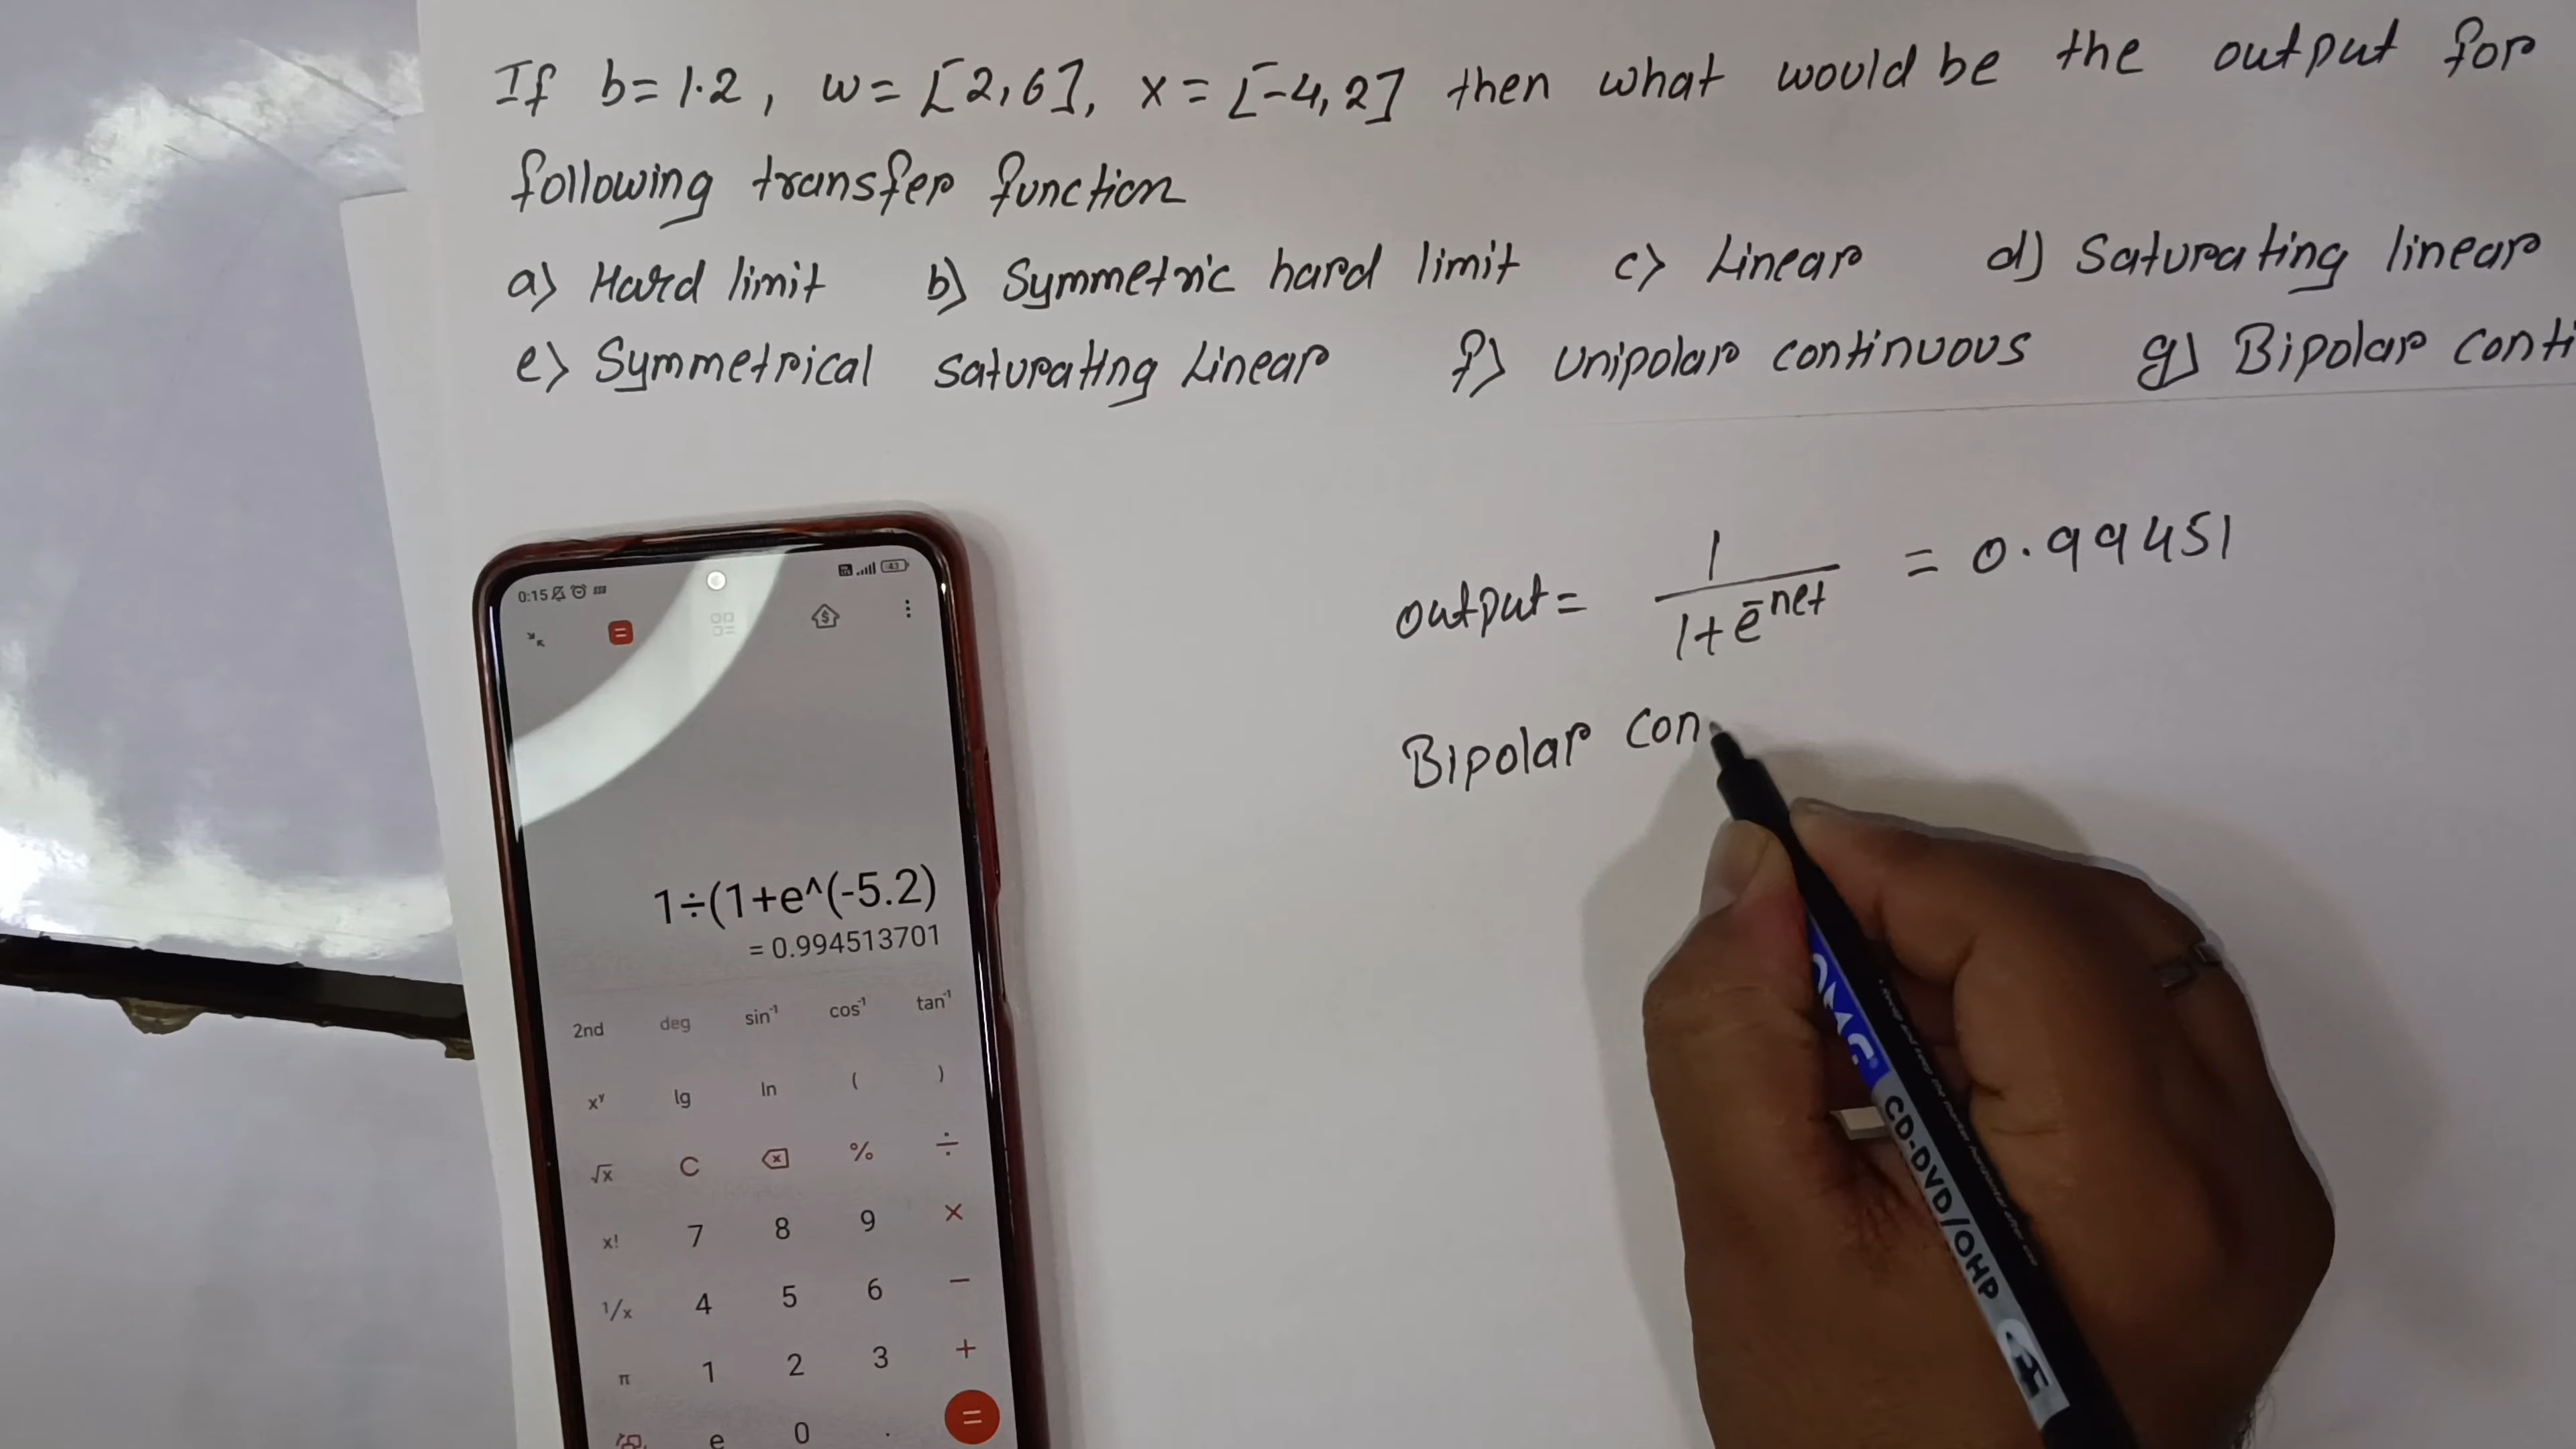 If b=1.2, w=[2,6], x=[-4,2] then what would be the output for
following transfer function
a) Hard limit b) Symmetric hard limit c) Linear d) Saturating linear
e) Symmetrical saturating Linear f) Unipolar continuous g) Bipolar conti
output = 1/(1+e^-net) = 0.99451
Bipolar Con
0:15
43
1÷(1+e^(-5.2)
= 0.994513701
2nd deg sin⁻¹ cos⁻¹ tan⁻¹
xʸ lg ln ( )
√x C % ÷
x! 7 8 9 ×
1/x 4 5 6 −
π 1 2 3 +
e 0 . =
CD-DVD/OHP